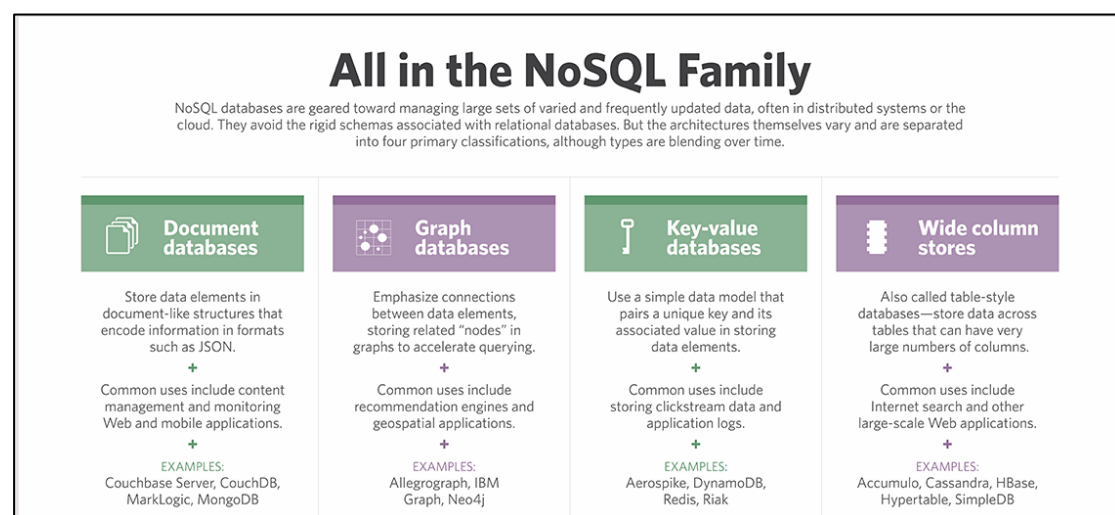 All in the NoSQL Family
NoSQL databases are geared toward managing large sets of varied and frequently updated data, often in distributed systems or the
cloud. They avoid the rigid schemas associated with relational databases. But the architectures themselves vary and are separated
into four primary classifications, although types are blending over time.
Document
databases
Store data elements in
document-like structures that
encode information in formats
such as JSON.
+
Common uses include content
management and monitoring
Web and mobile applications.
+
EXAMPLES:
Couchbase Server, CouchDB,
MarkLogic, MongoDB
Graph
databases
Emphasize connections
between data elements,
storing related “nodes” in
graphs to accelerate querying.
+
Common uses include
recommendation engines and
geospatial applications.
+
EXAMPLES:
Allegrograph, IBM
Graph, Neo4j
Key-value
databases
Use a simple data model that
pairs a unique key and its
associated value in storing
data elements.
+
Common uses include
storing clickstream data and
application logs.
+
EXAMPLES:
Aerospike, DynamoDB,
Redis, Riak
Wide column
stores
Also called table-style
databases—store data across
tables that can have very
large numbers of columns.
+
Common uses include
Internet search and other
large-scale Web applications.
+
EXAMPLES:
Accumulo, Cassandra, HBase,
Hypertable, SimpleDB